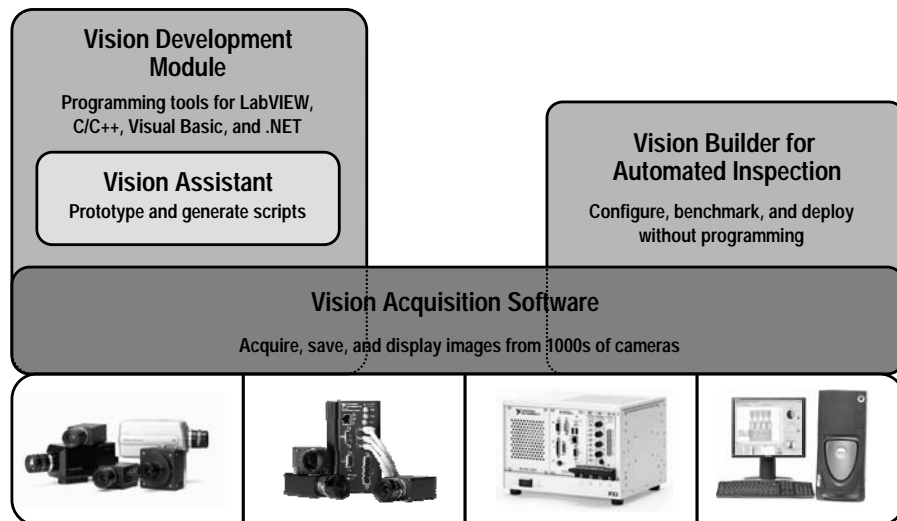 Vision Development
Module
Programming tools for LabVIEW,
C/C++, Visual Basic, and .NET
Vision Assistant
Prototype and generate scripts
Vision Builder for
Automated Inspection
Configure, benchmark, and deploy
without programming
Vision Acquisition Software
Acquire, save, and display images from 1000s of cameras
PXI